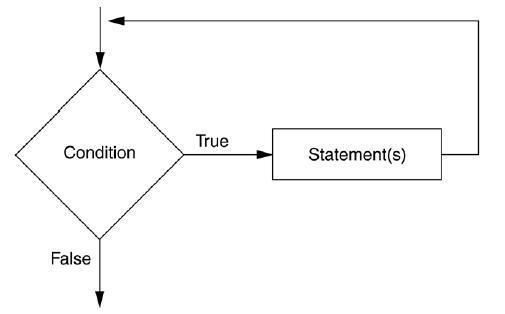 Condition
True
Statement(s)
False